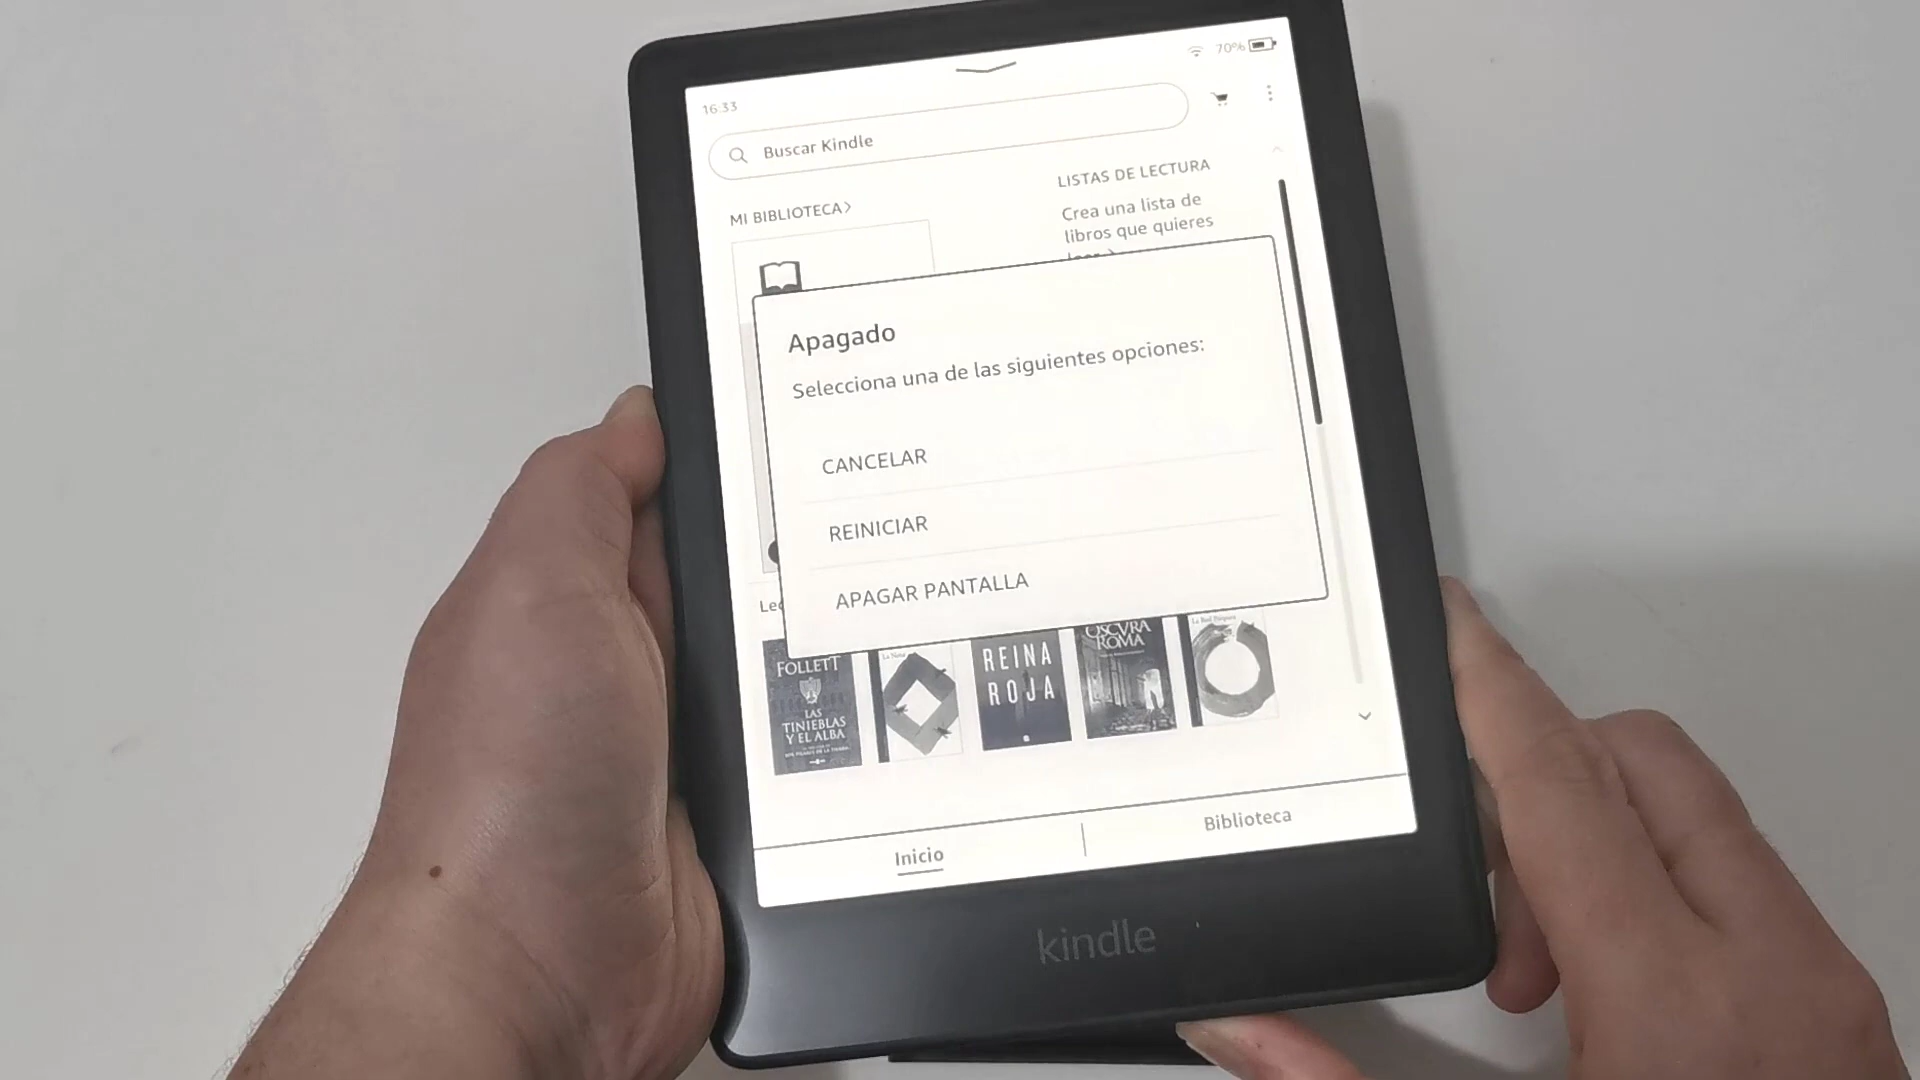 16:33
70%
Buscar Kindle
MI BIBLIOTECA
LISTAS DE LECTURA
Crea una lista de
libros que quieres
leer
Apagado
Selecciona una de las siguientes opciones:
CANCELAR
REINICIAR
APAGAR PANTALLA
FOLLETT
LAS
TINIEBLAS
Y EL ALBA
REINA
ROJA
OSCVRA
ROMA
Inicio
Biblioteca
kindle